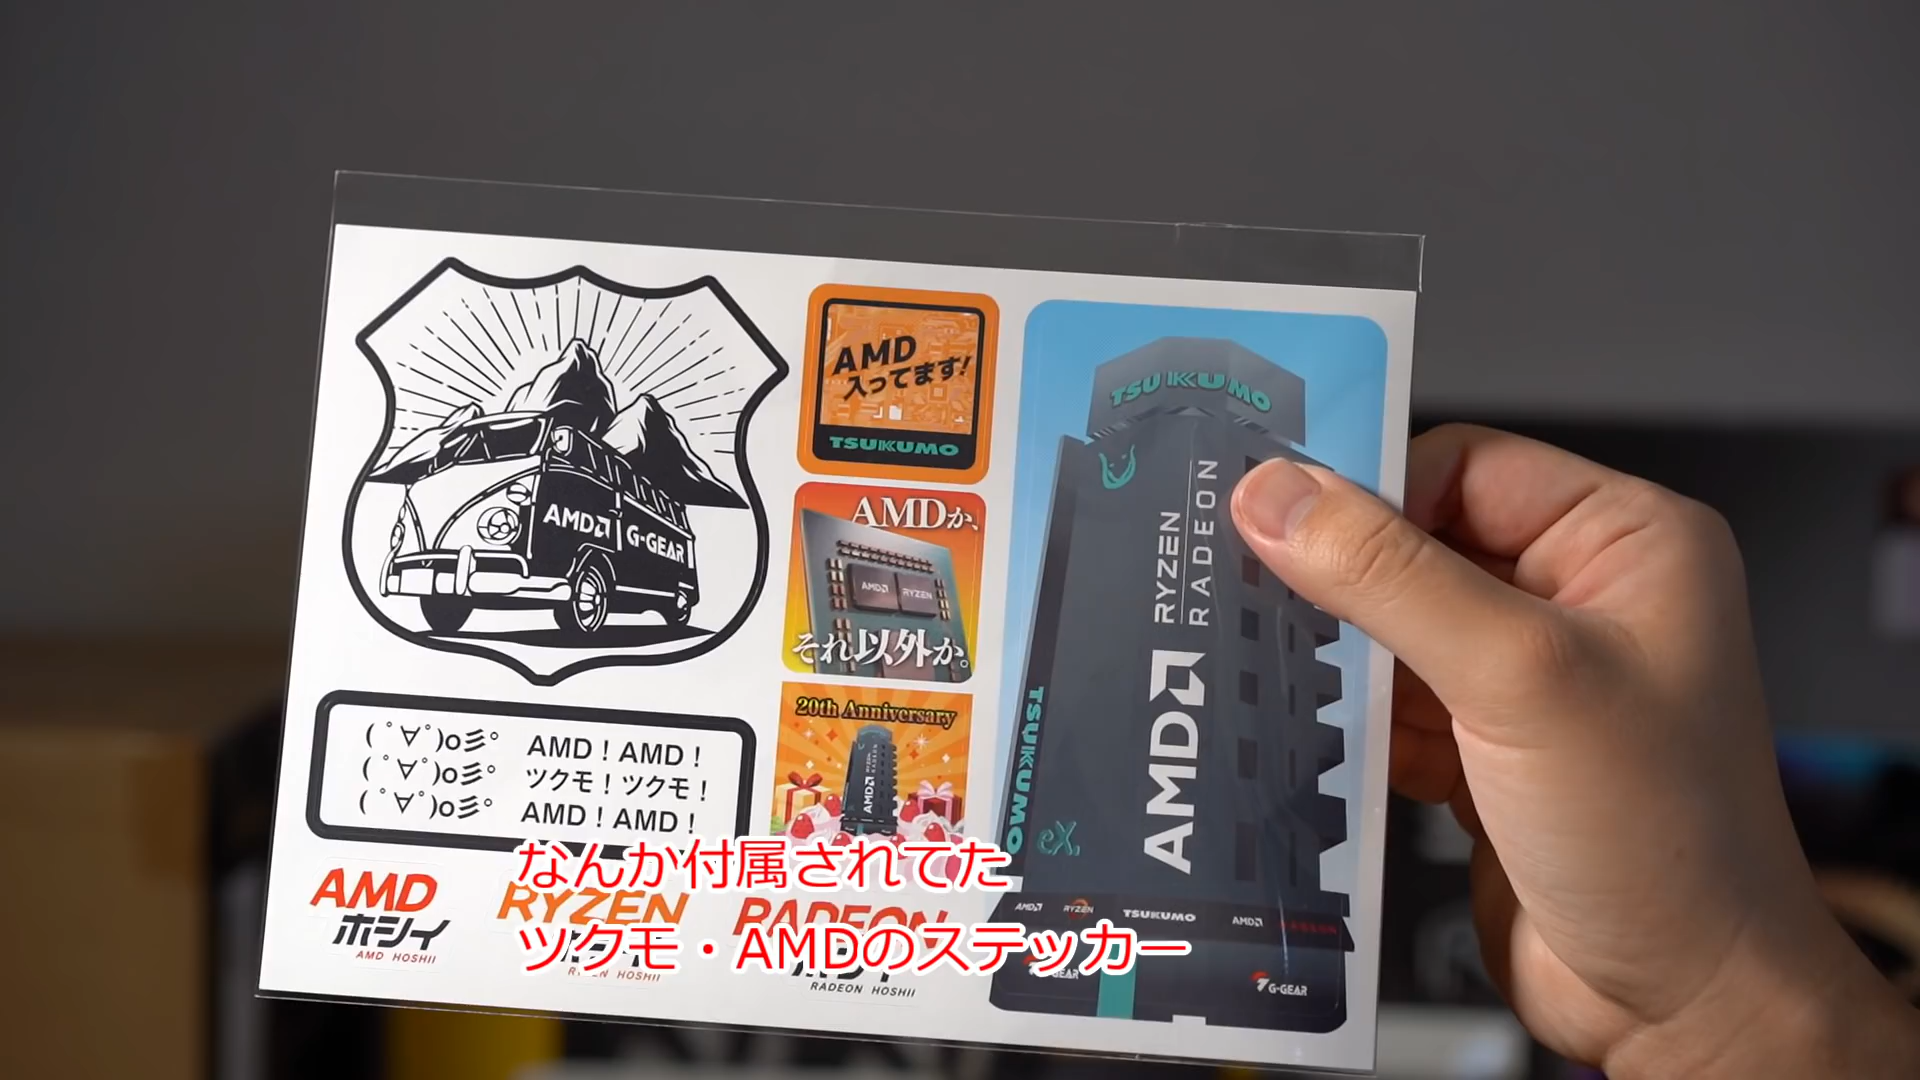 AMD
G-GEAR
AMD
入ってます!
TSUKUMO
AMDか、
AMD
RYZEN
それ以外か。
20th Anniversary
AMD
TSUKUMO
RYZEN
RADEON
AMD
TSUKUMO
eX.
AMD
RYZEN
TSUKUMO
AMD
G-GEAR
( ﾟ∀ﾟ)o彡° AMD！AMD！
( ﾟ∀ﾟ)o彡° ツクモ！ツクモ！
( ﾟ∀ﾟ)o彡° AMD！AMD！
AMD
ホシイ
AMD HOSHII
RYZEN
RYZEN HOSHII
RADEON
RADEON HOSHII
なんか付属されてた
ツクモ・AMDのステッカー